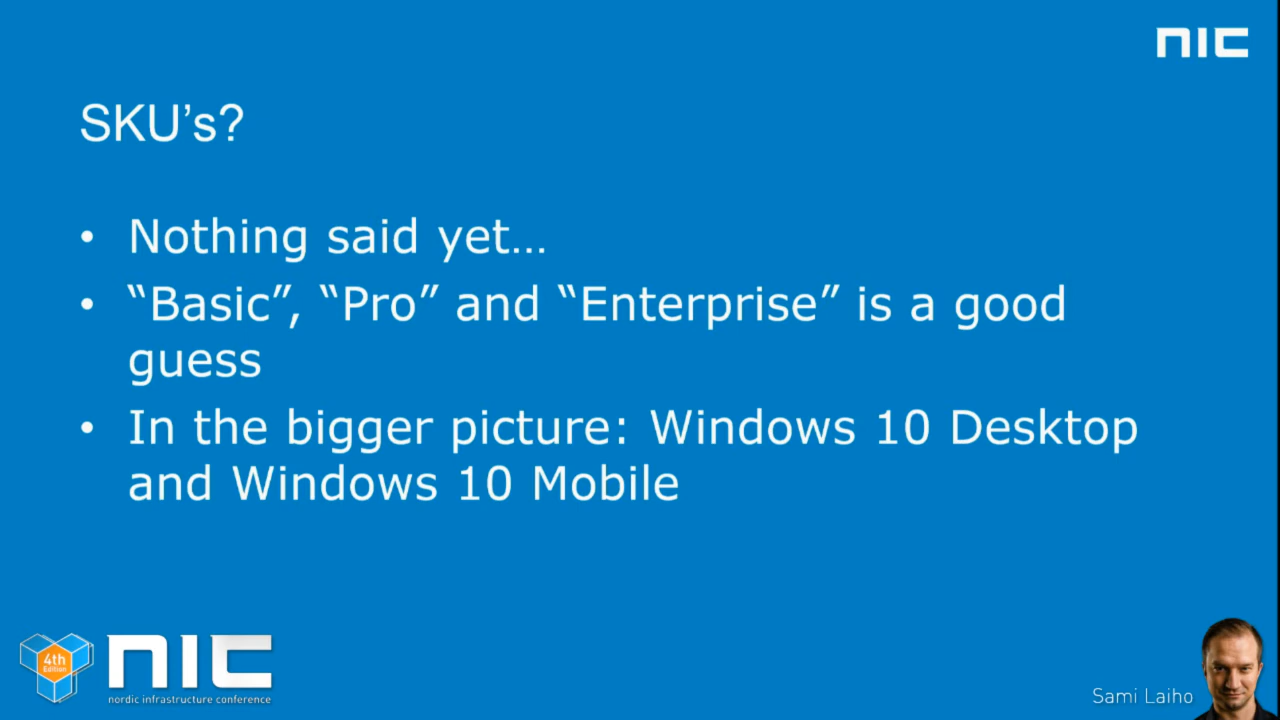 NIC
SKU's?
• Nothing said yet...
• “Basic”, “Pro” and “Enterprise” is a good
guess
• In the bigger picture: Windows 10 Desktop
and Windows 10 Mobile
4th
Edition
NIC
nordic infrastructure conference
Sami Laiho